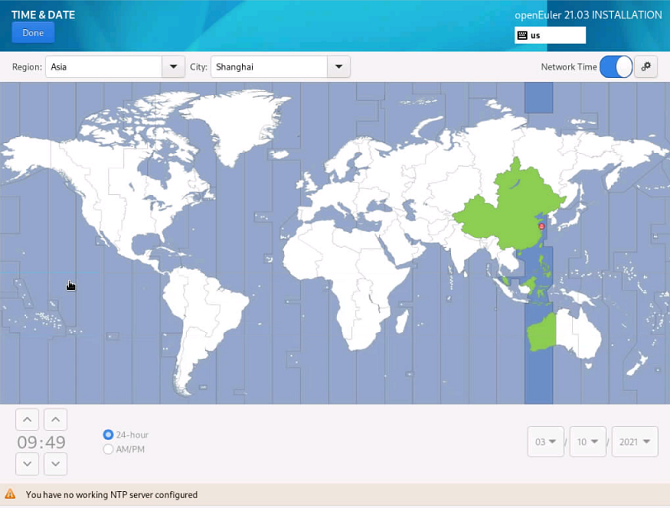 TIME & DATE
openEuler 21.03 INSTALLATION
Done
us
Region: Asia City: Shanghai Network Time
09:49
24-hour
AM/PM
03 / 10 / 2021
You have no working NTP server configured